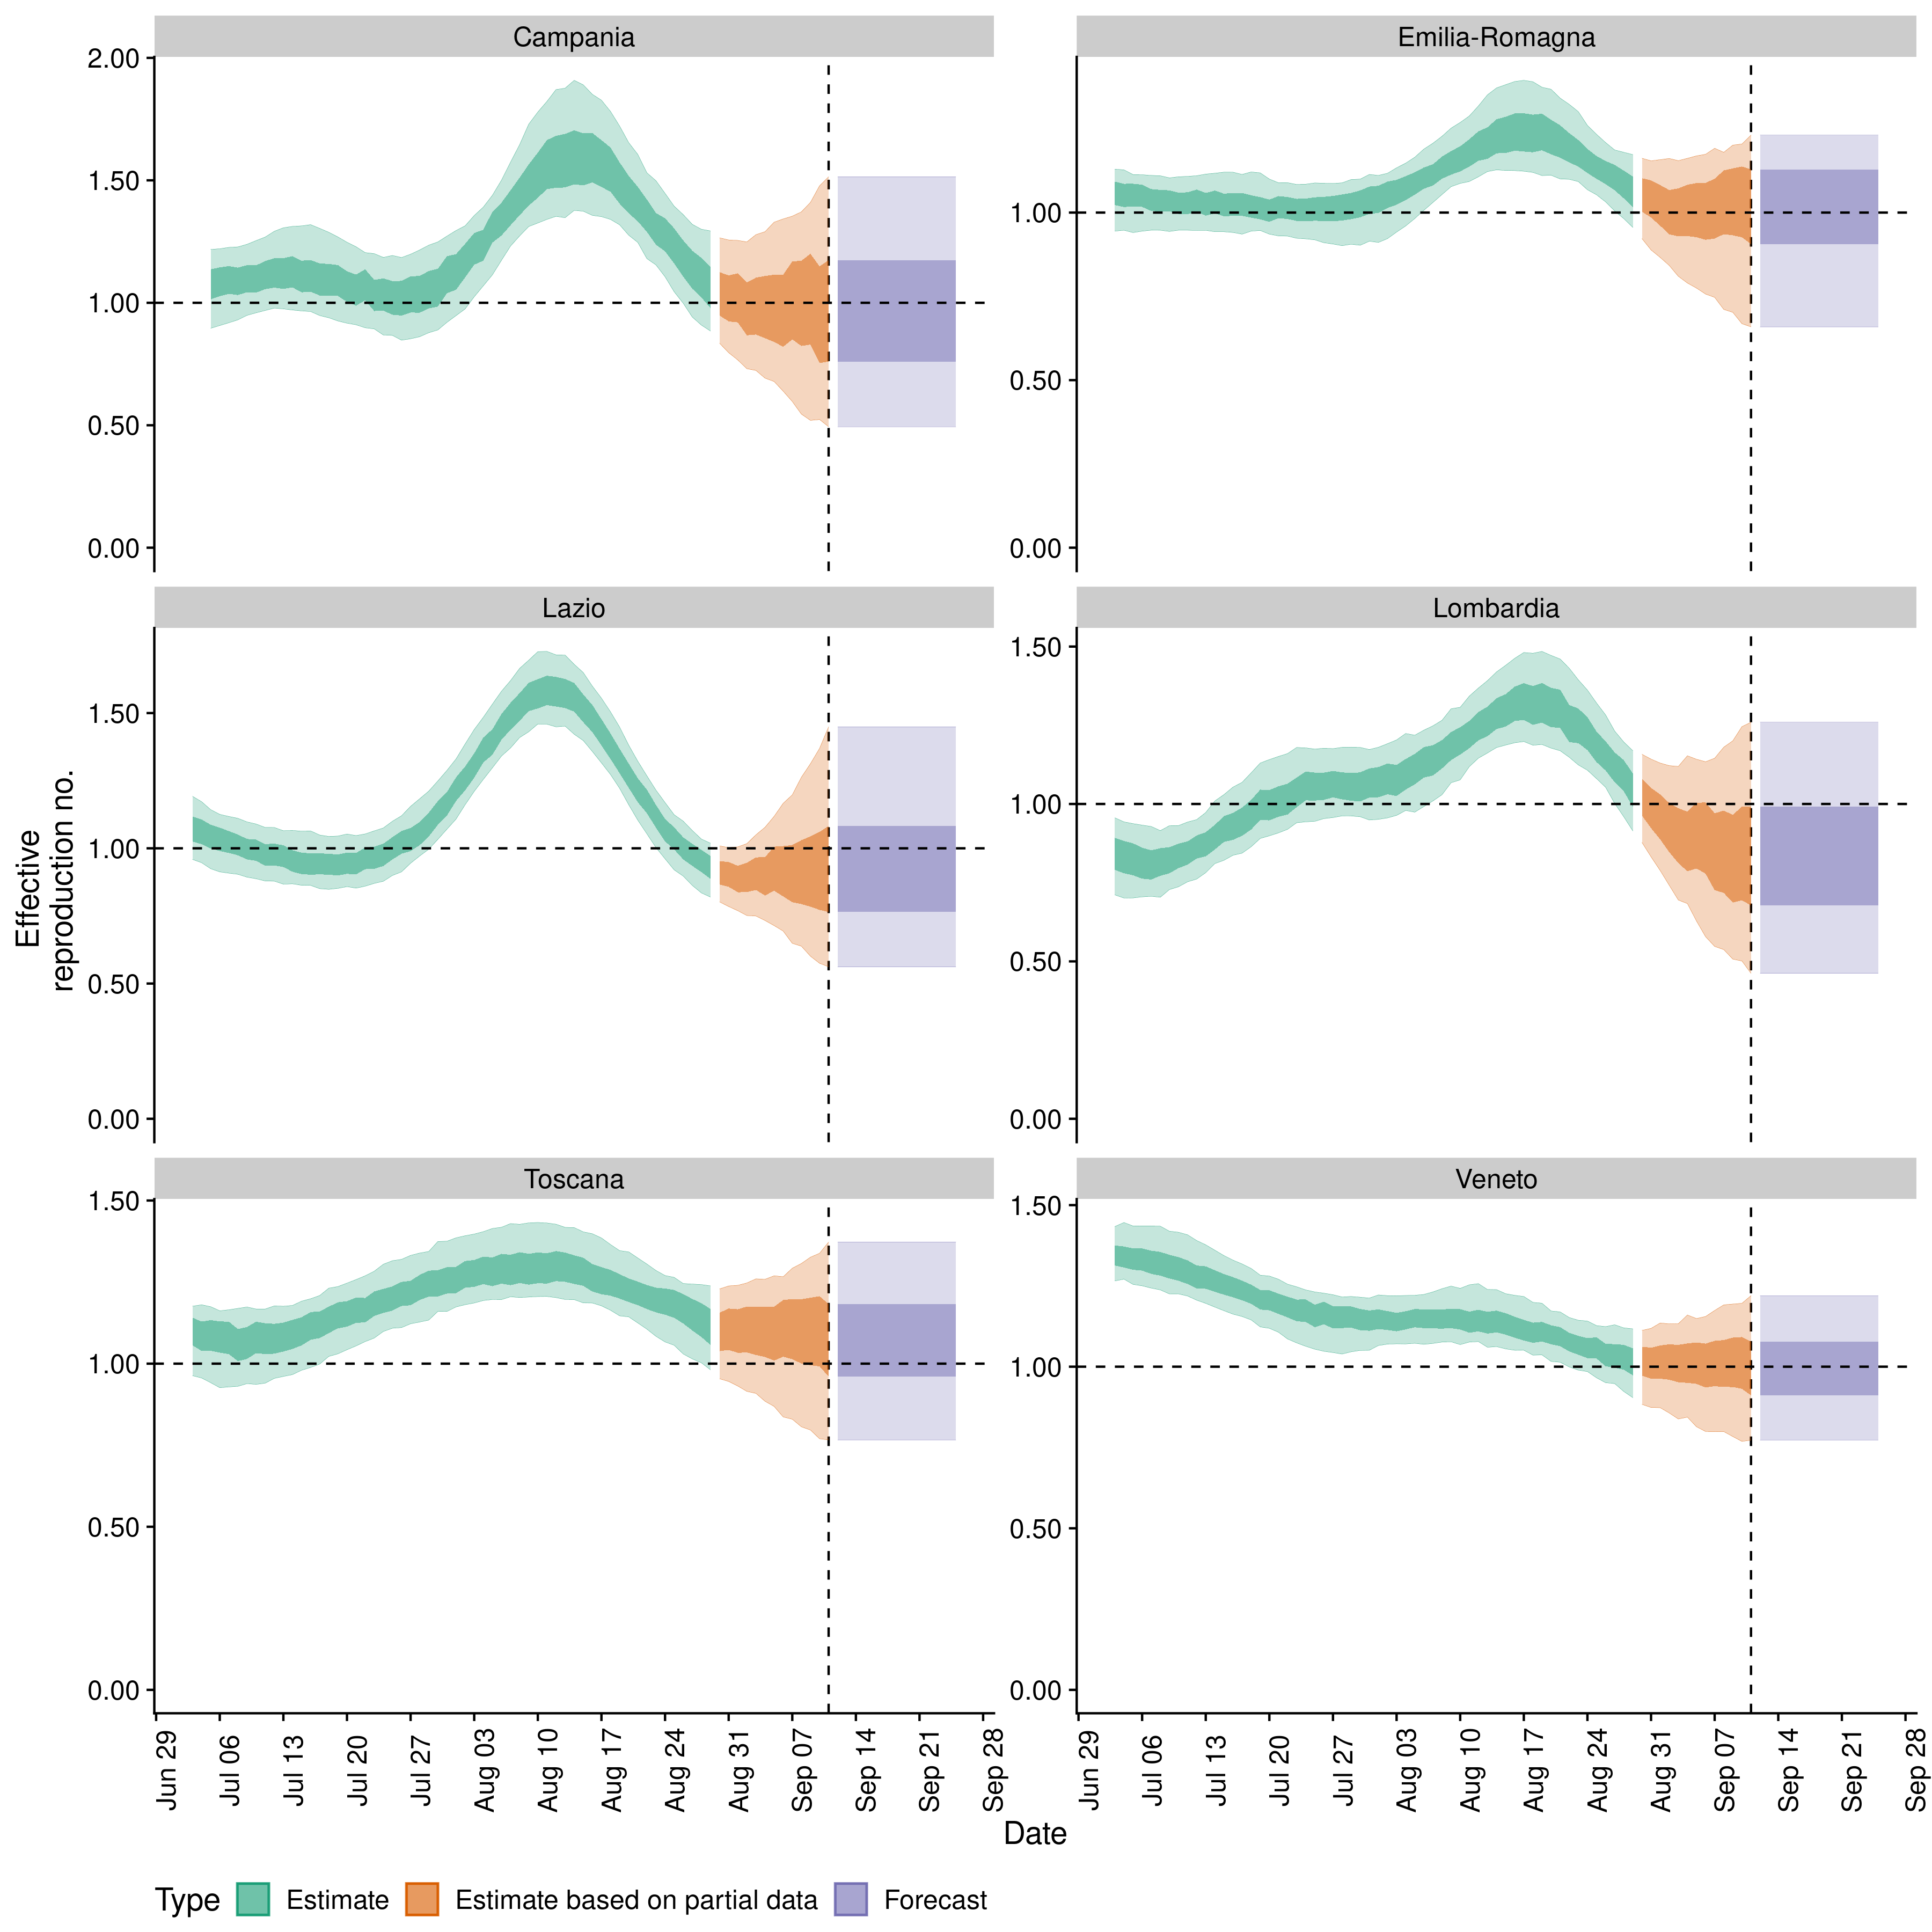 Campania
Emilia-Romagna
2.00
1.50
1.00
0.50
0.00
1.00
0.50
0.00
Lazio
Lombardia
1.50
1.00
0.50
0.00
1.50
1.00
0.50
0.00
Toscana
Veneto
1.50
1.00
0.50
0.00
1.50
1.00
0.50
0.00
Effective
reproduction no.
Jun 29
Jul 06
Jul 13
Jul 20
Jul 27
Aug 03
Aug 10
Aug 17
Aug 24
Aug 31
Sep 07
Sep 14
Sep 21
Sep 28
Jun 29
Jul 06
Jul 13
Jul 20
Jul 27
Aug 03
Aug 10
Aug 17
Aug 24
Aug 31
Sep 07
Sep 14
Sep 21
Sep 28
Date
Type Estimate Estimate based on partial data Forecast